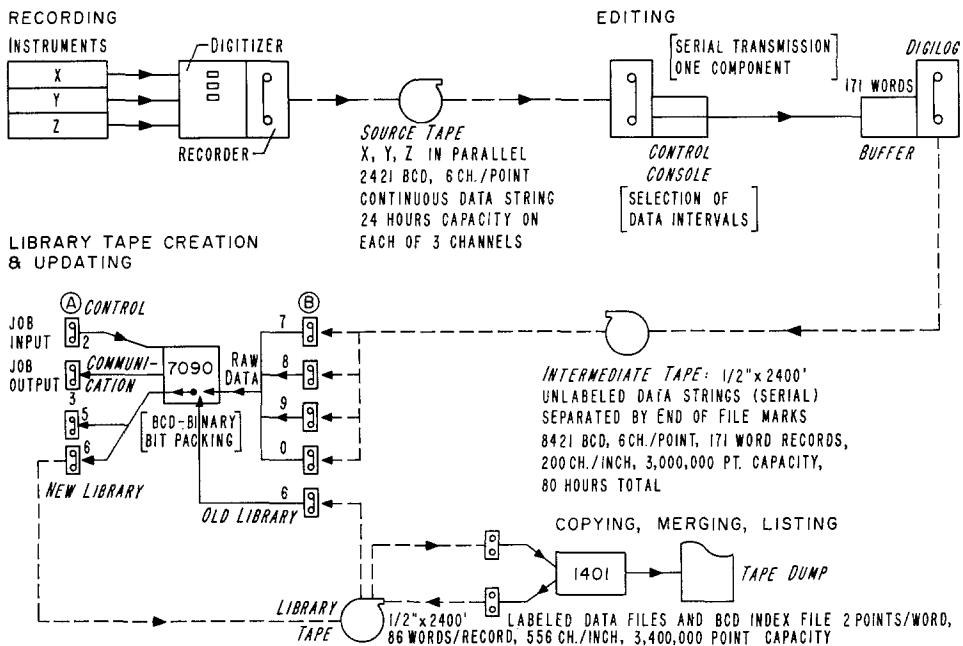 RECORDING
INSTRUMENTS
X
Y
Z
DIGITIZER
RECORDER
SOURCE TAPE
X, Y, Z IN PARALLEL
2421 BCD, 6 CH./POINT
CONTINUOUS DATA STRING
24 HOURS CAPACITY ON
EACH OF 3 CHANNELS
EDITING
SERIAL TRANSMISSION
ONE COMPONENT
DIGILOG
171 WORDS
BUFFER
CONTROL
CONSOLE
SELECTION OF
DATA INTERVALS
LIBRARY TAPE CREATION
& UPDATING
A
CONTROL
JOB
INPUT
2
JOB
OUTPUT
COMMUNI-
CATION
3
5
6
NEW LIBRARY
7090
BCD-BINARY
BIT PACKING
RAW
DATA
B
7
8
9
0
6
OLD LIBRARY
INTERMEDIATE TAPE: 1/2"x2400'
UNLABELED DATA STRINGS (SERIAL)
SEPARATED BY END OF FILE MARKS
8421 BCD, 6CH./POINT, 171 WORD RECORDS,
200CH./INCH, 3,000,000 PT. CAPACITY,
80 HOURS TOTAL
COPYING, MERGING, LISTING
1401
TAPE DUMP
LIBRARY
TAPE
1/2"x2400' LABELED DATA FILES AND BCD INDEX FILE 2 POINTS/WORD,
86 WORDS/RECORD, 556 CH./INCH, 3,400,000 POINT CAPACITY